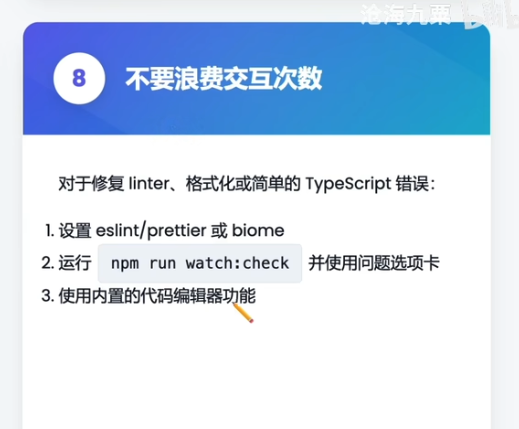 沧海九粟
8
不要浪费交互次数
对于修复 linter、格式化或简单的 TypeScript 错误：
1. 设置 eslint/prettier 或 biome
2. 运行 npm run watch:check 并使用问题选项卡
3. 使用内置的代码编辑器功能